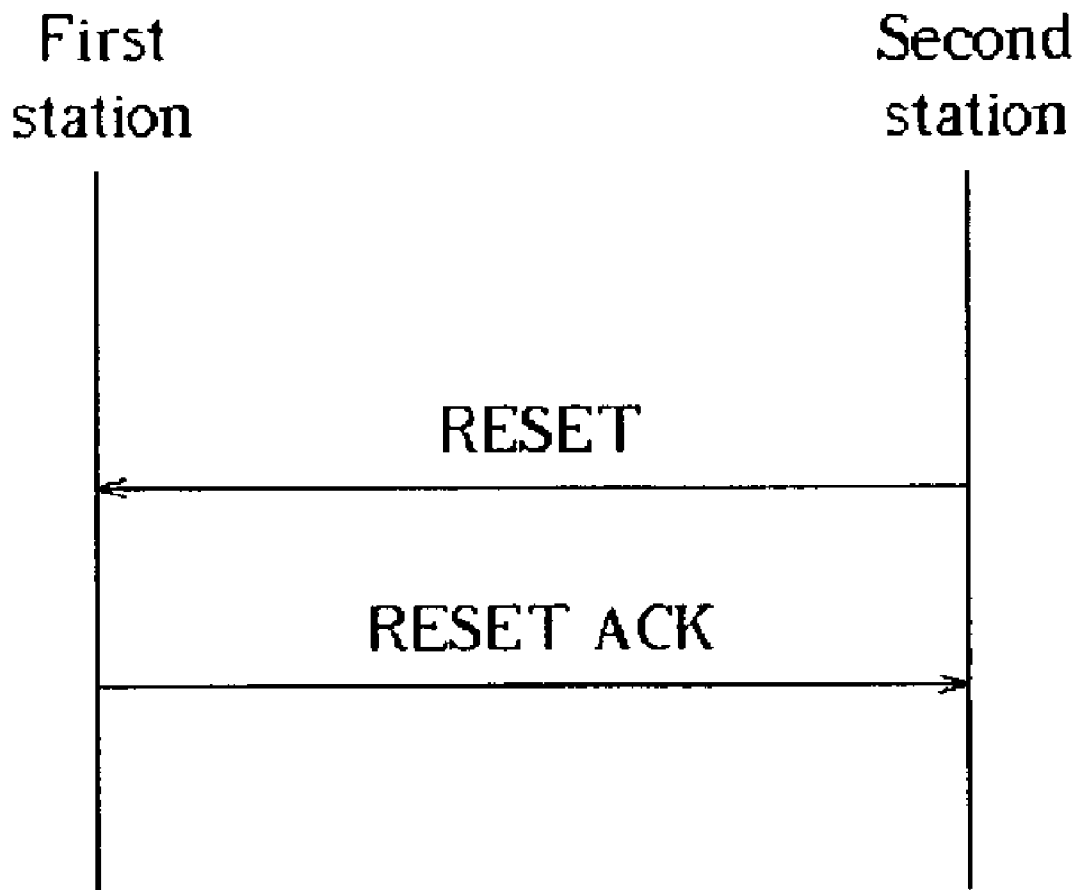 First
station
Second
station
RESET
RESET ACK